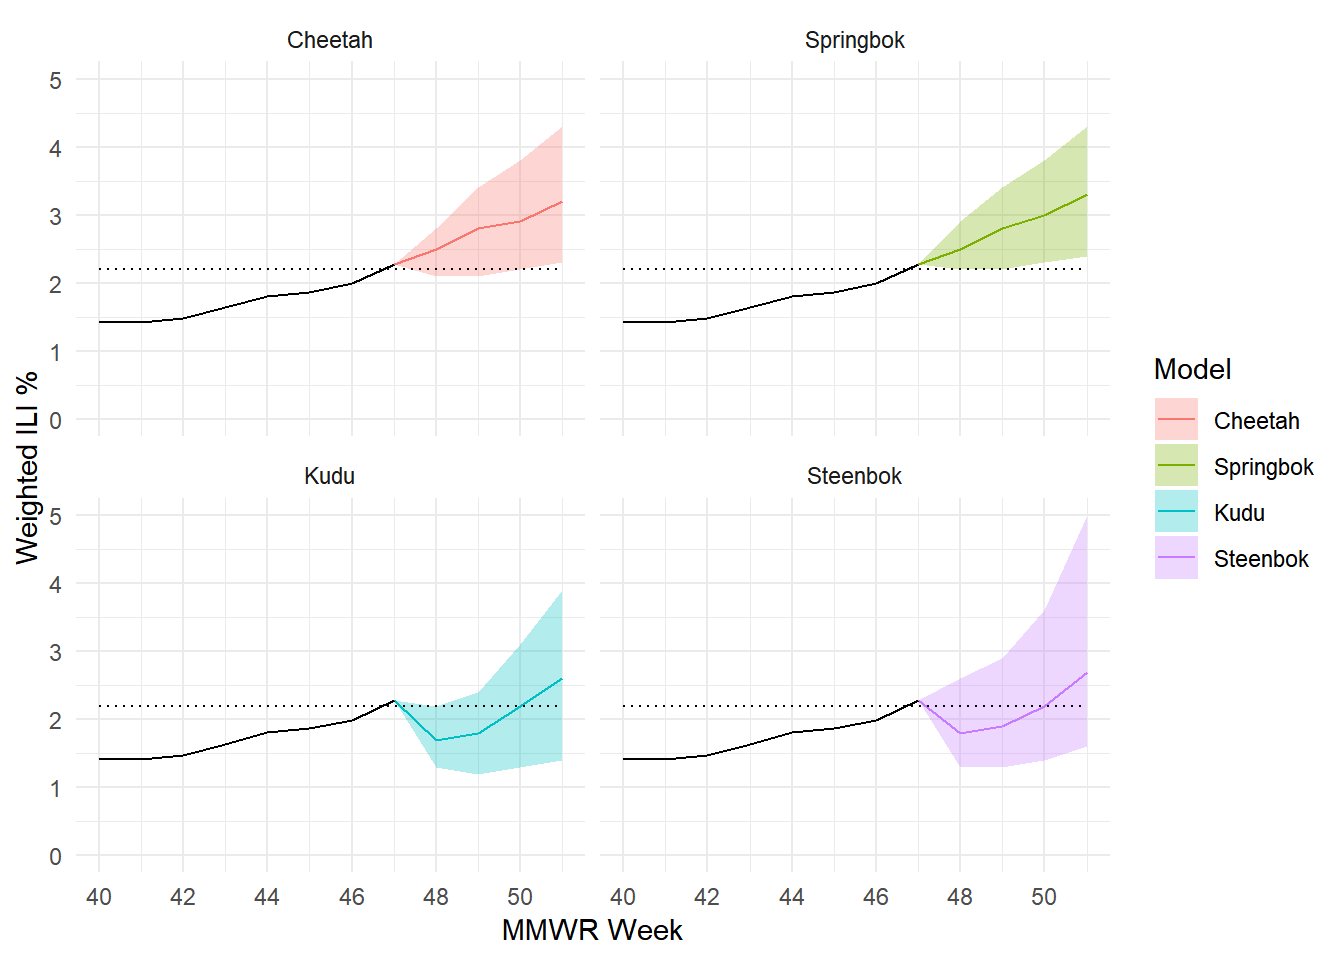 Cheetah
Springbok
5
4
3
2
1
0
Kudu
Steenbok
5
4
3
2
1
0
40 42 44 46 48 50
40 42 44 46 48 50
MMWR Week
Weighted ILI %
Model
Cheetah
Springbok
Kudu
Steenbok